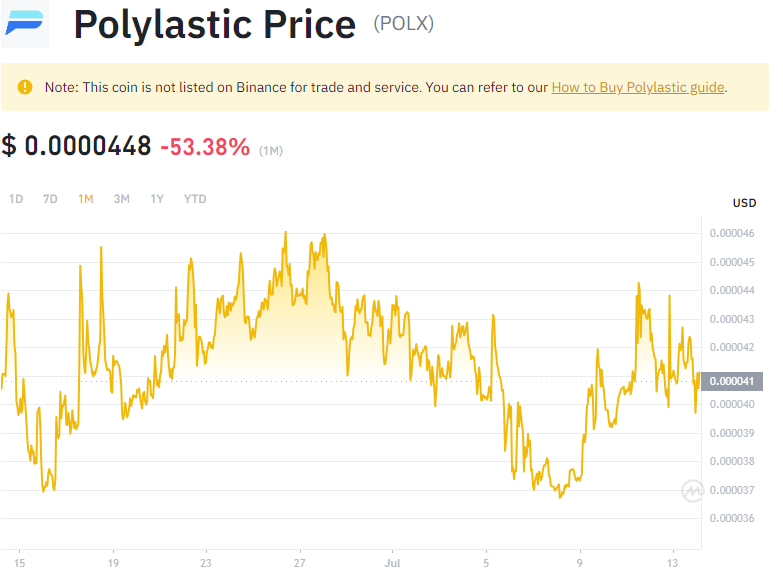 Polylastic Price (POLX)
Note: This coin is not listed on Binance for trade and service. You can refer to our How to Buy Polylastic guide.
$ 0.0000448 -53.38% (1M)
1D 7D 1M 3M 1Y YTD
USD
0.000046
0.000045
0.000044
0.000043
0.000042
0.000041
0.000040
0.000039
0.000038
0.000037
0.000036
15 19 23 27 Jul 5 9 13